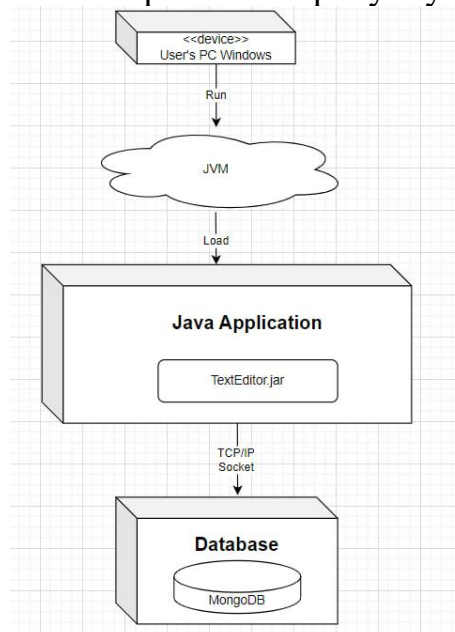 <<device>>
User's PC Windows
Run
JVM
Load
Java Application
TextEditor.jar
TCP/IP
Socket
Database
MongoDB